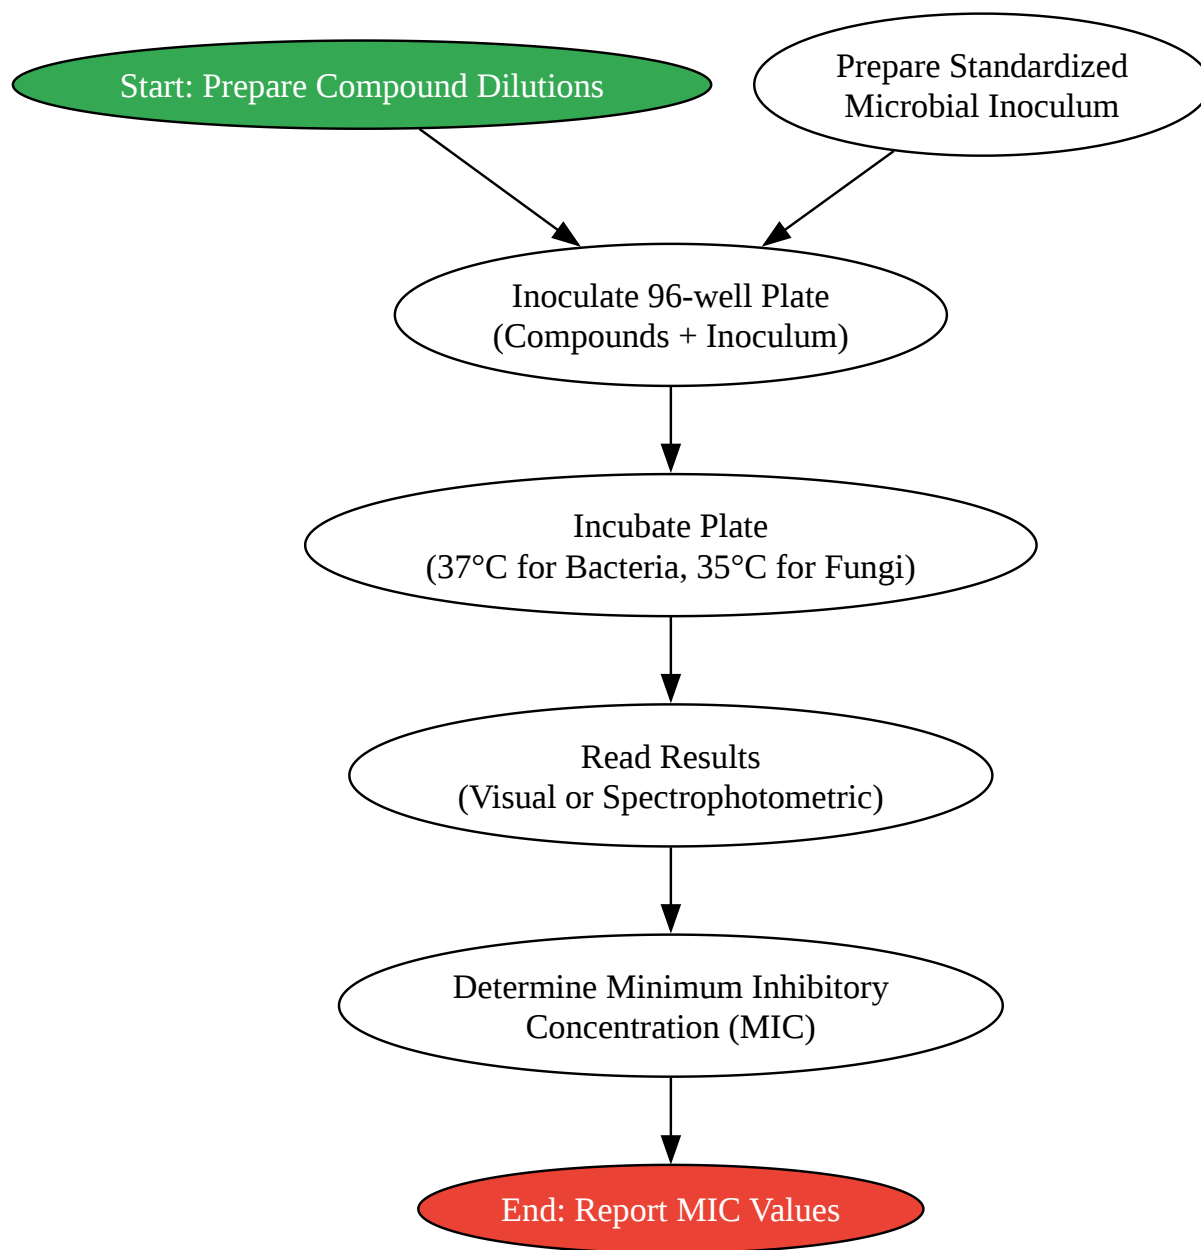 Start: Prepare Compound Dilutions
Prepare Standardized
Microbial Inoculum
Inoculate 96-well Plate
(Compounds + Inoculum)
Incubate Plate
(37°C for Bacteria, 35°C for Fungi)
Read Results
(Visual or Spectrophotometric)
Determine Minimum Inhibitory
Concentration (MIC)
End: Report MIC Values